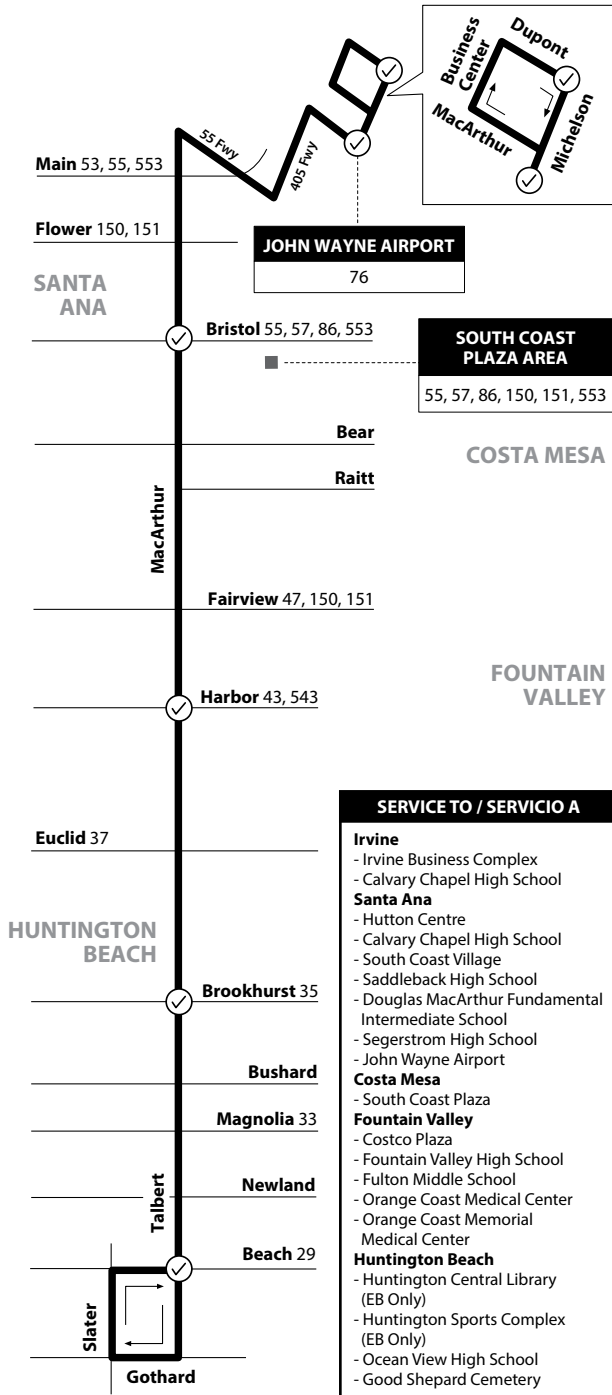 Business
Center
Dupont
MacArthur
Michelson
55 Fwy
405 Fwy
Main 53, 55, 553
Flower 150, 151
JOHN WAYNE AIRPORT
76
SANTA
ANA
Bristol 55, 57, 86, 553
SOUTH COAST
PLAZA AREA
55, 57, 86, 150, 151, 553
Bear
COSTA MESA
Raitt
MacArthur
Fairview 47, 150, 151
FOUNTAIN
VALLEY
Harbor 43, 543
Euclid 37
HUNTINGTON
BEACH
Brookhurst 35
Bushard
Magnolia 33
Talbert
Newland
Beach 29
Slater
Gothard
SERVICE TO / SERVICIO A
Irvine
- Irvine Business Complex
- Calvary Chapel High School
Santa Ana
- Hutton Centre
- Calvary Chapel High School
- South Coast Village
- Saddleback High School
- Douglas MacArthur Fundamental
Intermediate School
- Segerstrom High School
- John Wayne Airport
Costa Mesa
- South Coast Plaza
Fountain Valley
- Costco Plaza
- Fountain Valley High School
- Fulton Middle School
- Orange Coast Medical Center
- Orange Coast Memorial
Medical Center
Huntington Beach
- Huntington Central Library
(EB Only)
- Huntington Sports Complex
(EB Only)
- Ocean View High School
- Good Shepard Cemetery